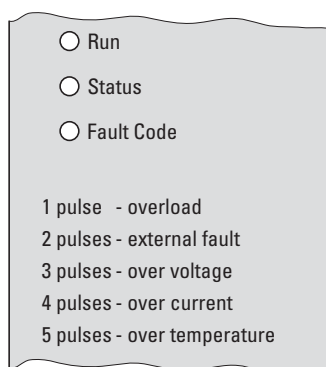 Run
Status
Fault Code
1 pulse - overload
2 pulses - external fault
3 pulses - over voltage
4 pulses - over current
5 pulses - over temperature